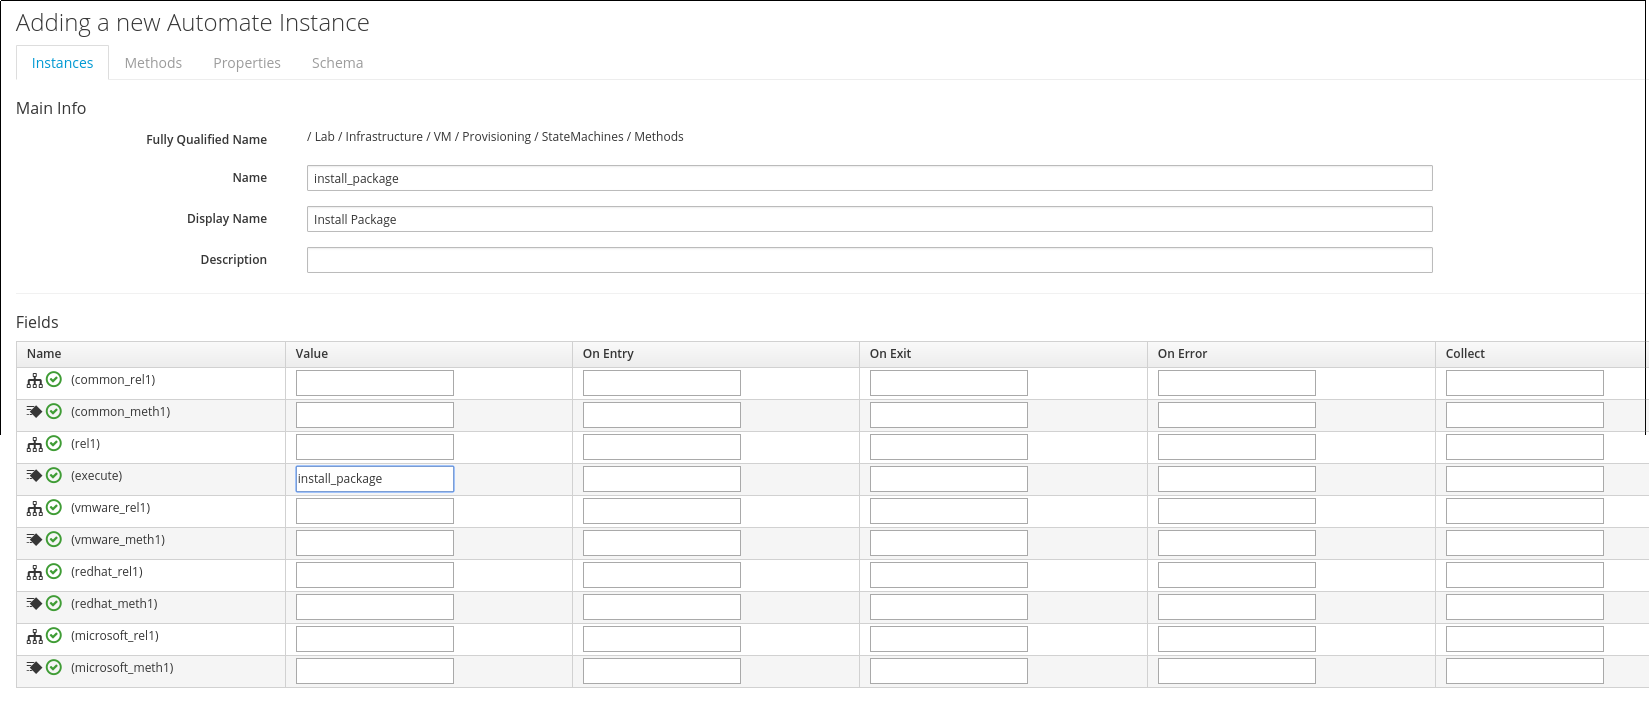 Adding a new Automate Instance
Instances Methods Properties Schema
Main Info
Fully Qualified Name / Lab / Infrastructure / VM / Provisioning / StateMachines / Methods
Name install_package
Display Name Install Package
Description
Fields
Name Value On Entry On Exit On Error Collect
(common_rel1)
(common_meth1)
(rel1)
(execute) install_package
(vmware_rel1)
(vmware_meth1)
(redhat_rel1)
(redhat_meth1)
(microsoft_rel1)
(microsoft_meth1)